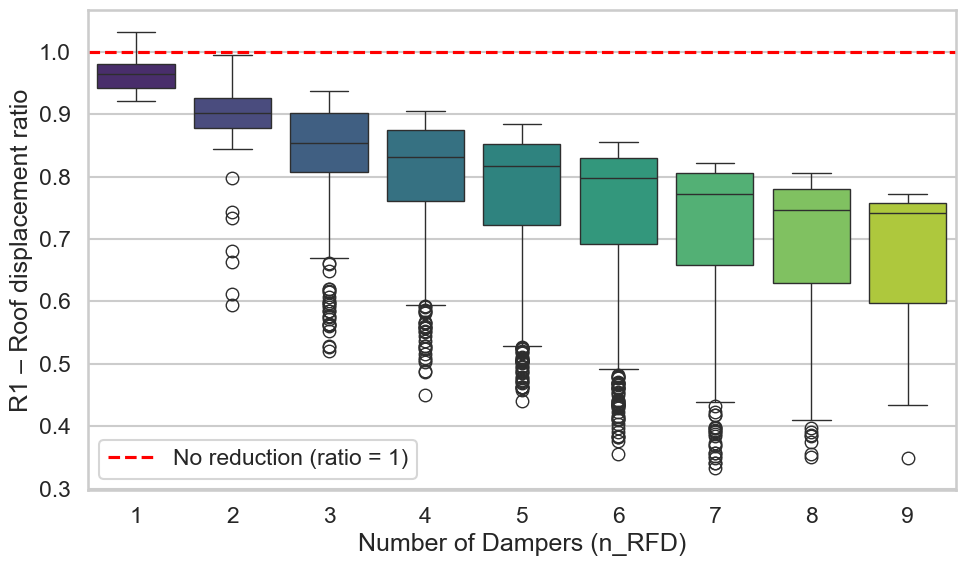 R1 – Roof displacement ratio
1.0
0.9
0.8
0.7
0.6
0.5
0.4
0.3
No reduction (ratio = 1)
1 2 3 4 5 6 7 8 9
Number of Dampers (n_RFD)